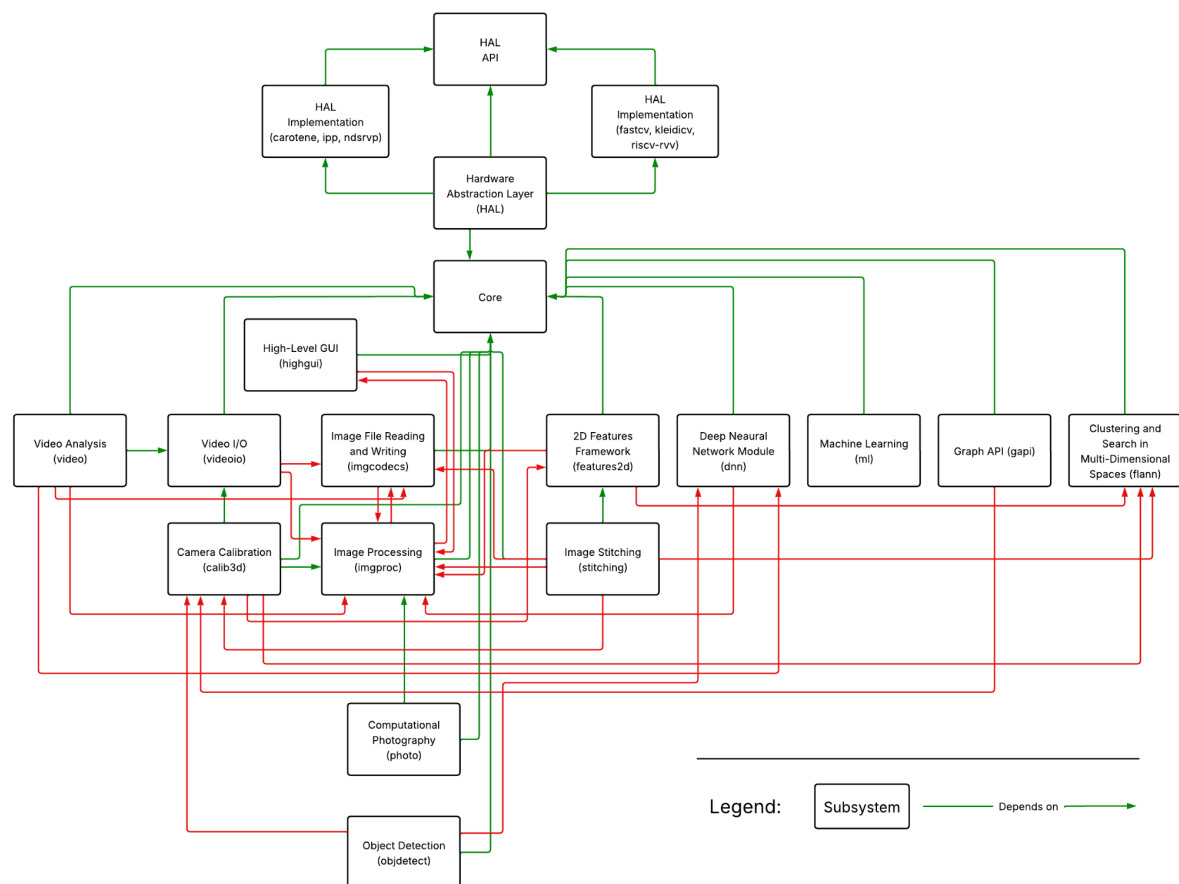 HAL
API
HAL
Implementation
(carotene, ipp, ndsrvp)
HAL
Implementation
(fastcv, kleidicv,
riscv-rvv)
Hardware
Abstraction Layer
(HAL)
Core
High-Level GUI
(highgui)
Video Analysis
(video)
Video I/O
(videoio)
Image File Reading
and Writing
(imgcodecs)
2D Features
Framework
(features2d)
Deep Neaural
Network Module
(dnn)
Machine Learning
(ml)
Graph API (gapi)
Clustering and
Search in
Multi-Dimensional
Spaces (flann)
Camera Calibration
(calib3d)
Image Processing
(imgproc)
Image Stitching
(stitching)
Computational
Photography
(photo)
Object Detection
(objdetect)
Legend:
Subsystem
Depends on